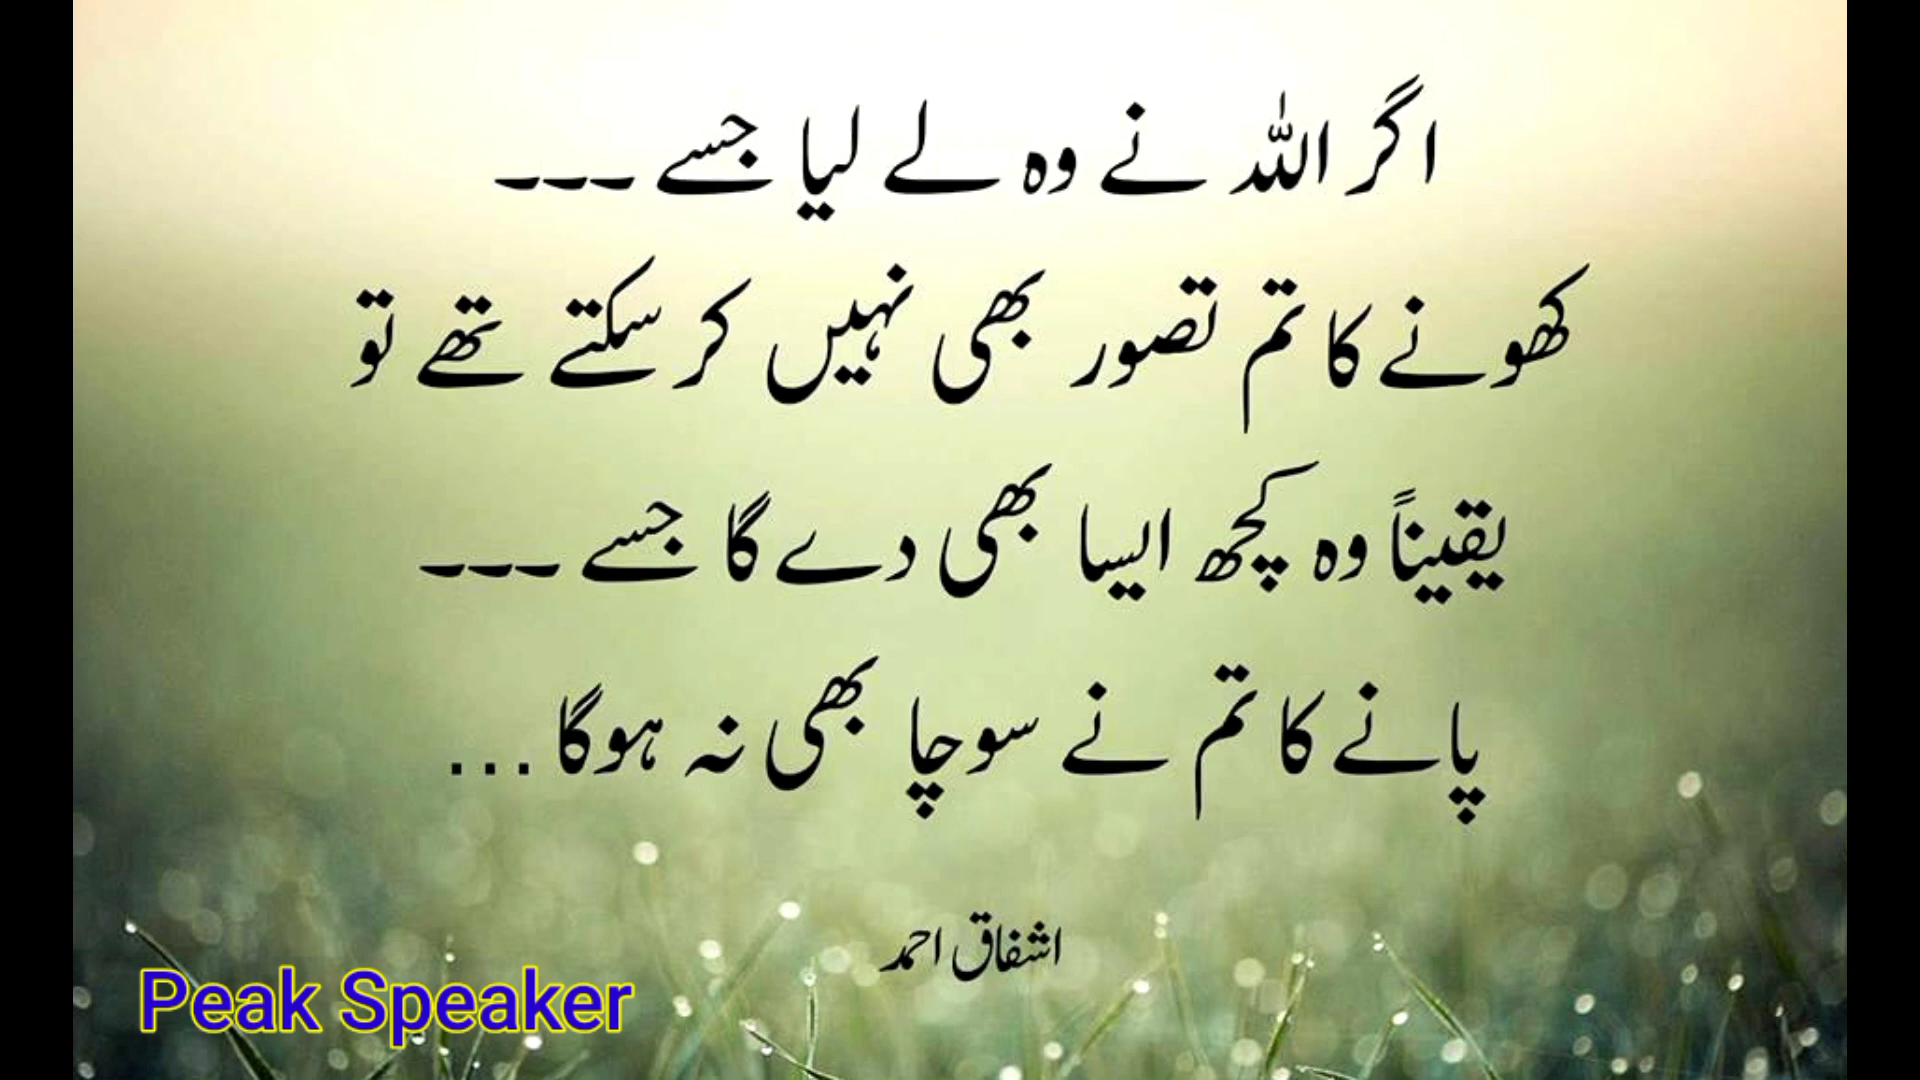 اگر اللہ نے وہ لے لیا جسے ۔۔۔
کھونے کا تم تصور بھی نہیں کر سکتے تھے تو
یقیناً وہ کچھ ایسا بھی دے گا جسے ۔۔۔
پانے کا تم نے سوچا بھی نہ ہوگا ...
اشفاق احمد
Peak Speaker